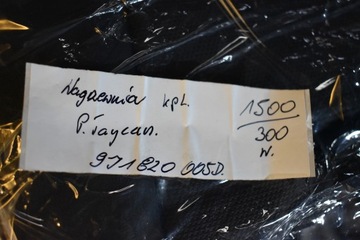 Nagrzewnia kpl.
P. Taycan.
9J1820005D.
1500
300
W.